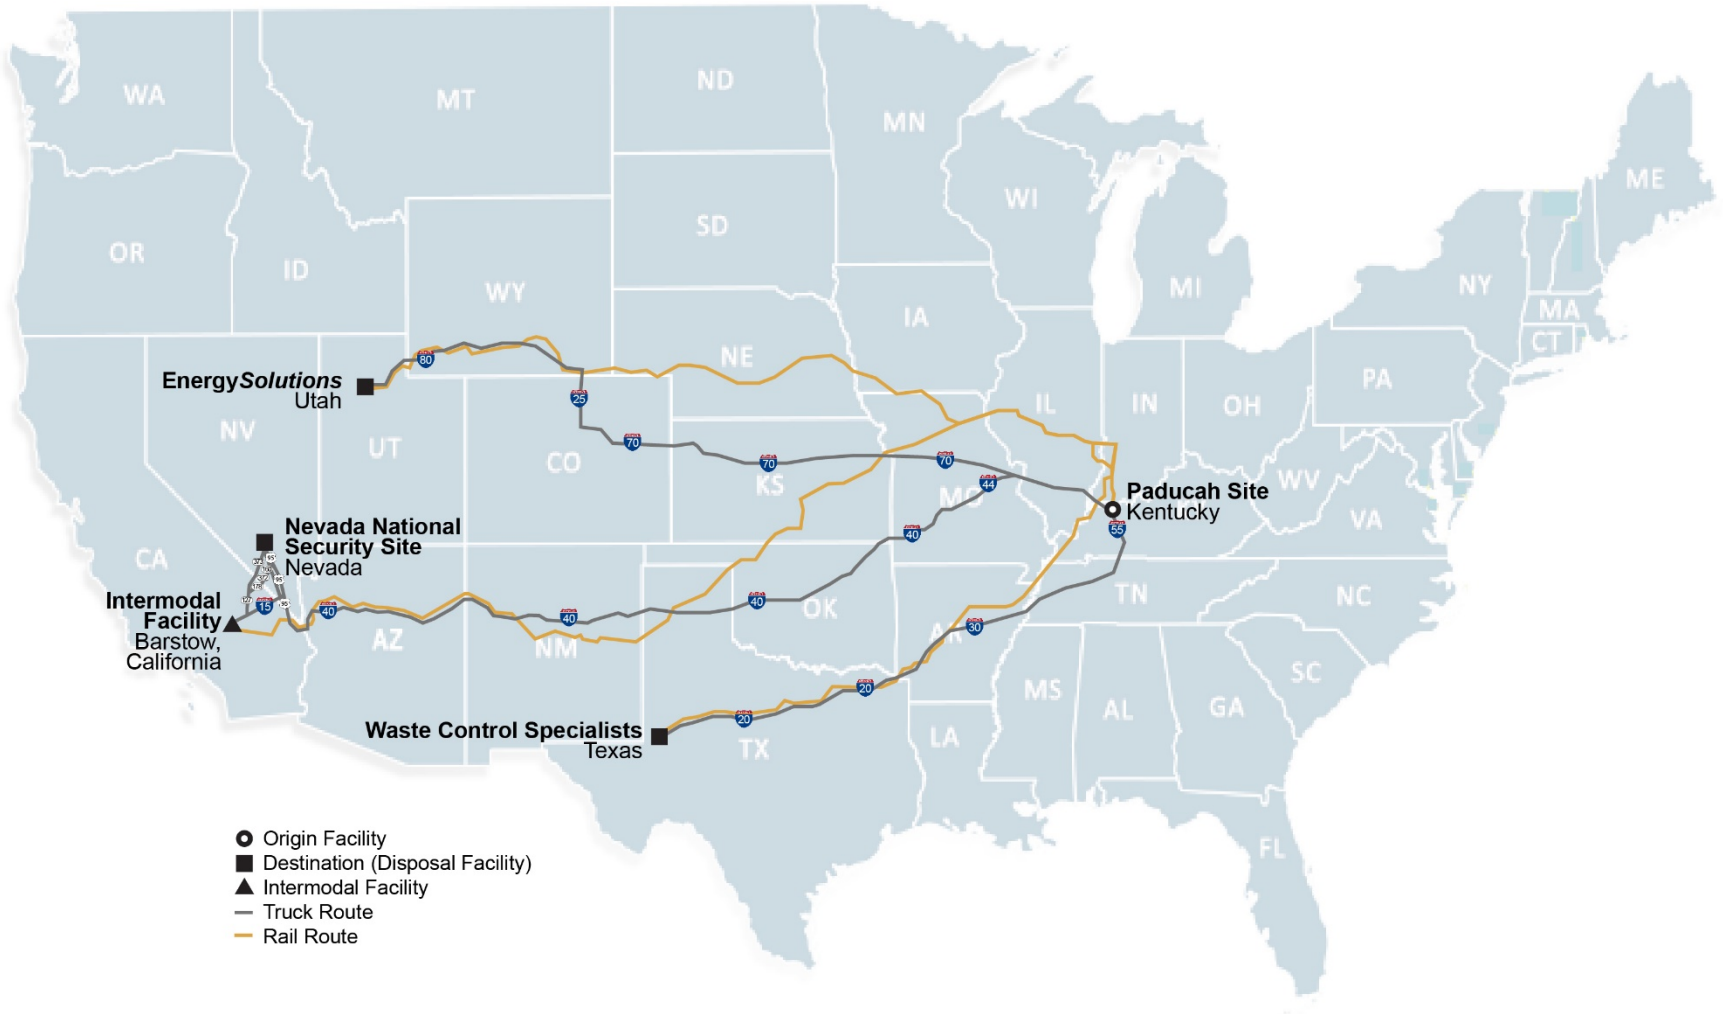 WA
MT
ND
MN
ME
OR
ID
SD
WI
WY
MI
NY
MA
CT
IA
NE
PA
80
EnergySolutions
Utah
25
IL
IN
OH
NV
UT
CO
70
70
70
KS
MO
44
WV
VA
Paducah Site
Kentucky
55
40
Nevada National
Security Site
Nevada
CA
95
95
95
127
15
Intermodal
Facility
Barstow,
California
40
AZ
40
NM
40
OK
AR
30
TN
NC
SC
MS
AL
GA
LA
20
20
TX
Waste Control Specialists
Texas
FL
Origin Facility
Destination (Disposal Facility)
Intermodal Facility
Truck Route
Rail Route